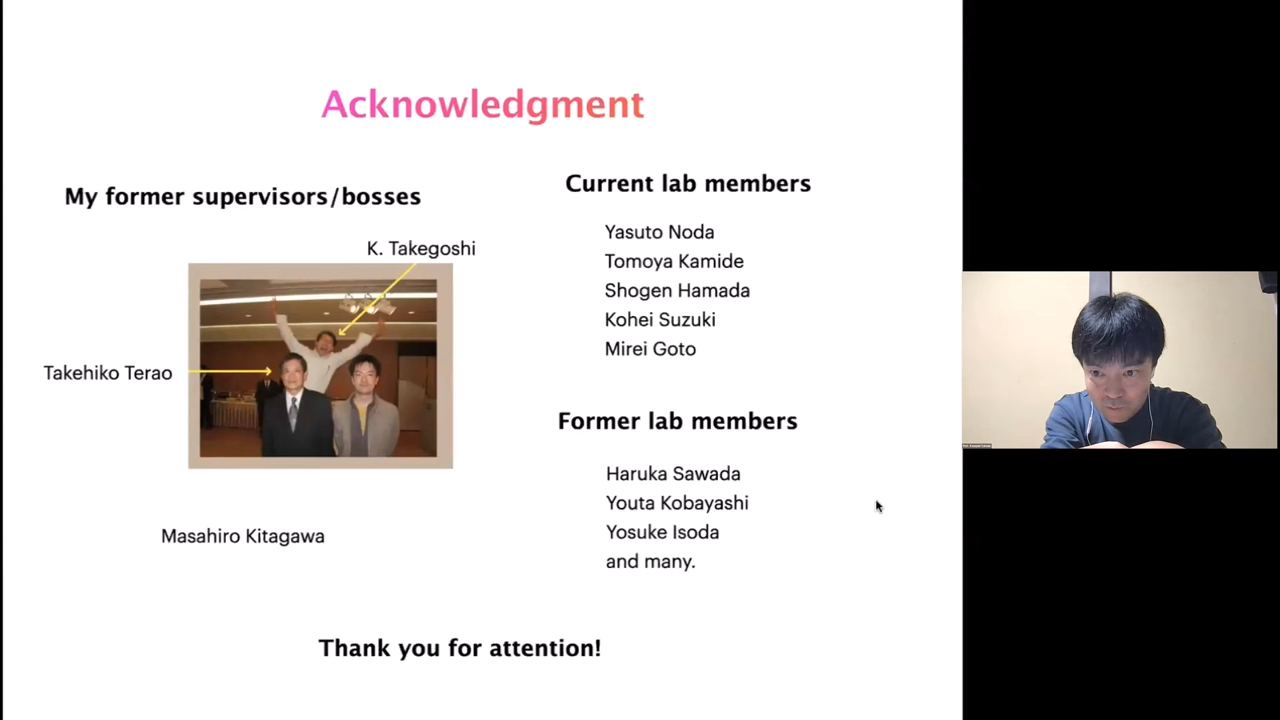 Acknowledgment
My former supervisors/bosses
K. Takegoshi
Takehiko Terao
Masahiro Kitagawa
Current lab members
Yasuto Noda
Tomoya Kamide
Shogen Hamada
Kohei Suzuki
Mirei Goto
Former lab members
Haruka Sawada
Youta Kobayashi
Yosuke Isoda
and many.
Thank you for attention!